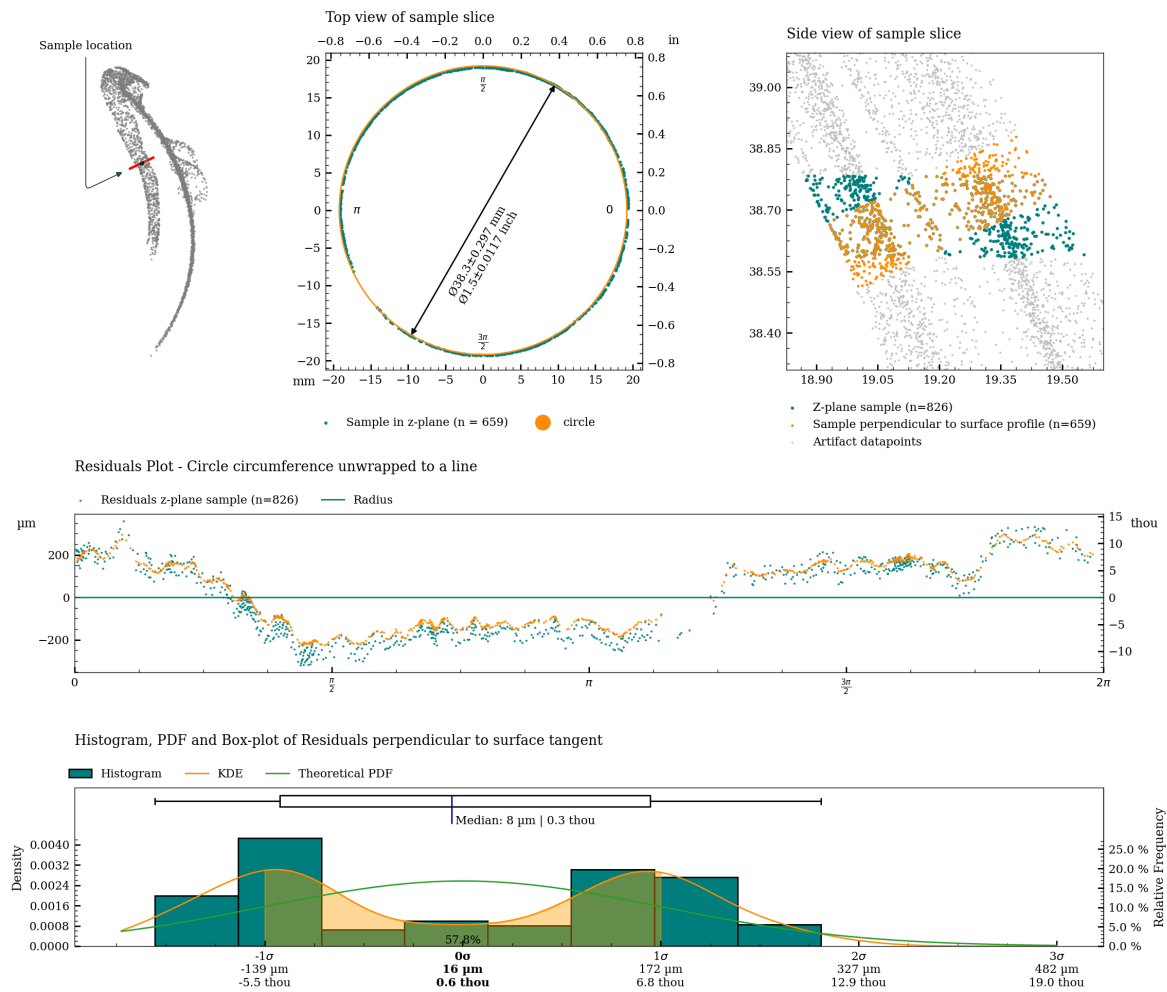 Sample location
Top view of sample slice
−0.8 −0.6 −0.4 −0.2 0.0 0.2 0.4 0.6 0.8 in
20 15 10 5 0 −5 −10 −15 −20
0.8 0.6 0.4 0.2 0.0 −0.2 −0.4 −0.6 −0.8
π/2
π
0
3π/2
Ø38.3±0.297 mm
Ø1.5±0.0117 inch
mm −20 −15 −10 −5 0 5 10 15 20
Sample in z-plane (n = 659)
circle
Side view of sample slice
39.00
38.85
38.70
38.55
38.40
18.90 19.05 19.20 19.35 19.50
Z-plane sample (n=826)
Sample perpendicular to surface profile (n=659)
Artifact datapoints
Residuals Plot - Circle circumference unwrapped to a line
Residuals z-plane sample (n=826)
Radius
µm
200
0
−200
thou
15
10
5
0
−5
−10
0 π/2 π 3π/2 2π
Histogram, PDF and Box-plot of Residuals perpendicular to surface tangent
Histogram
KDE
Theoretical PDF
Median: 8 µm | 0.3 thou
Density
0.0040
0.0032
0.0024
0.0016
0.0008
0.0000
57.8%
Relative Frequency
25.0 %
20.0 %
15.0 %
10.0 %
5.0 %
0.0 %
-1σ 0σ 1σ 2σ 3σ
-139 µm 16 µm 172 µm 327 µm 482 µm
-5.5 thou 0.6 thou 6.8 thou 12.9 thou 19.0 thou